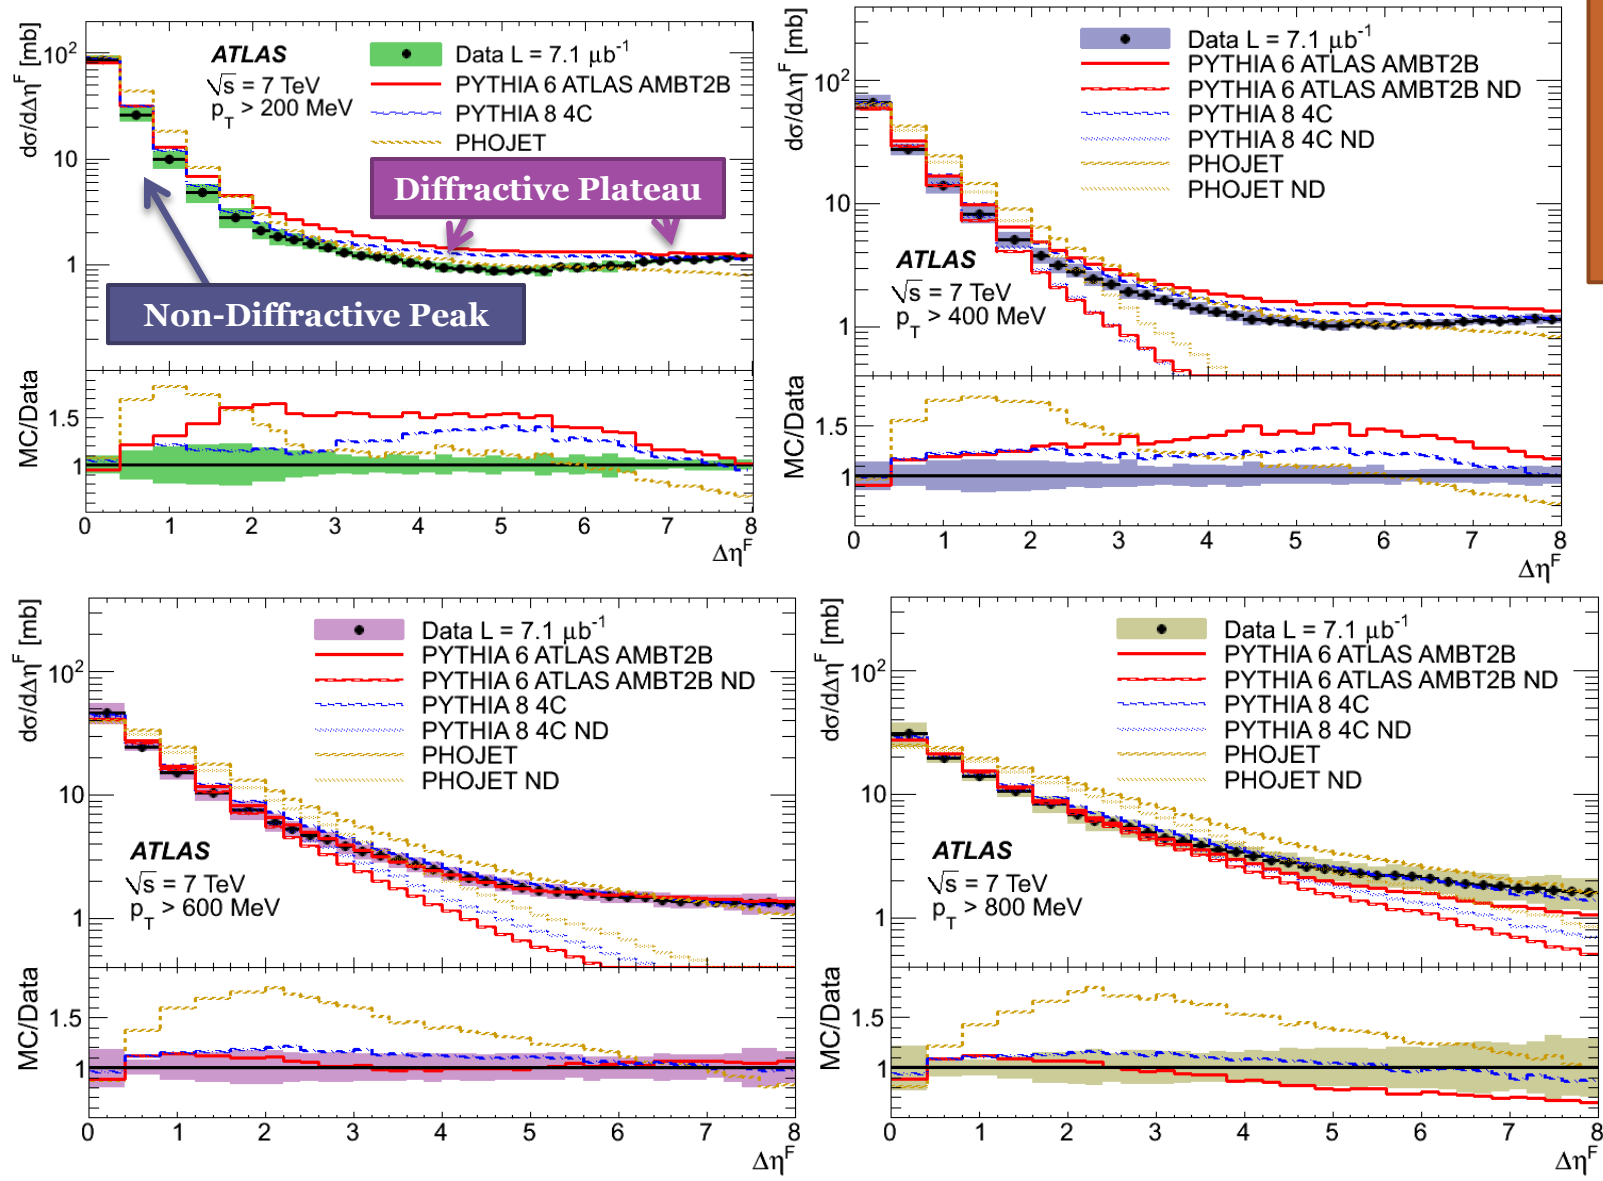 dσ/dΔη^F [mb]
10²
10
1
ATLAS
√s = 7 TeV
p_T > 200 MeV
Data L = 7.1 μb⁻¹
PYTHIA 6 ATLAS AMBT2B
PYTHIA 8 4C
PHOJET
Diffractive Plateau
Non-Diffractive Peak
MC/Data
1.5
1
0 1 2 3 4 5 6 7 8
Δη^F
dσ/dΔη^F [mb]
10²
10
1
Data L = 7.1 μb⁻¹
PYTHIA 6 ATLAS AMBT2B
PYTHIA 6 ATLAS AMBT2B ND
PYTHIA 8 4C
PYTHIA 8 4C ND
PHOJET
PHOJET ND
ATLAS
√s = 7 TeV
p_T > 400 MeV
MC/Data
1.5
1
0 1 2 3 4 5 6 7 8
Δη^F
dσ/dΔη^F [mb]
10²
10
1
Data L = 7.1 μb⁻¹
PYTHIA 6 ATLAS AMBT2B
PYTHIA 6 ATLAS AMBT2B ND
PYTHIA 8 4C
PYTHIA 8 4C ND
PHOJET
PHOJET ND
ATLAS
√s = 7 TeV
p_T > 600 MeV
MC/Data
1.5
1
0 1 2 3 4 5 6 7 8
Δη^F
dσ/dΔη^F [mb]
10²
10
1
Data L = 7.1 μb⁻¹
PYTHIA 6 ATLAS AMBT2B
PYTHIA 6 ATLAS AMBT2B ND
PYTHIA 8 4C
PYTHIA 8 4C ND
PHOJET
PHOJET ND
ATLAS
√s = 7 TeV
p_T > 800 MeV
MC/Data
1.5
1
0 1 2 3 4 5 6 7 8
Δη^F